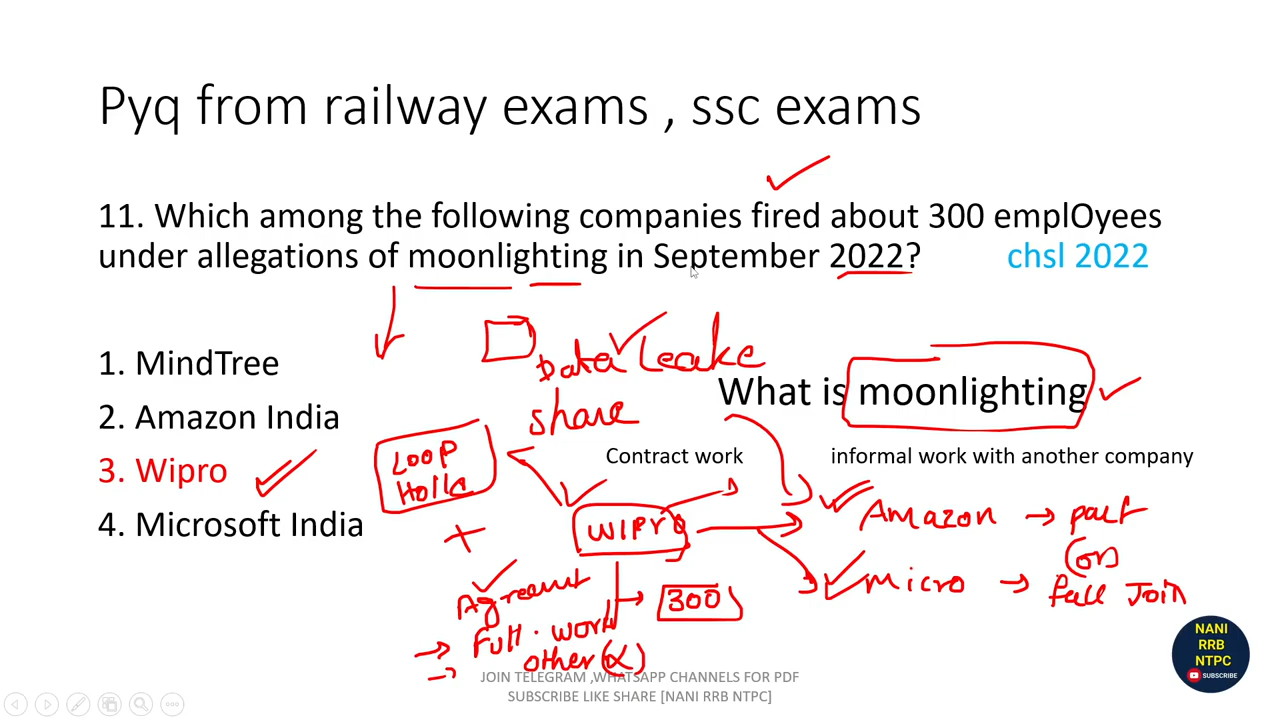 Pyq from railway exams , ssc exams
11. Which among the following companies fired about 300 emplOyees
under allegations of moonlighting in September 2022? chsl 2022
1. MindTree
2. Amazon India
3. Wipro
4. Microsoft India
Data Leake
share
What is moonlighting
Contract work
informal work with another company
Loop
Holle
WIPro
Amazon → part
(or)
Micro → full Join
+
Agreement
300
→ Full . work
→ other (x)
JOIN TELEGRAM ,WHATSAPP CHANNELS FOR PDF
SUBSCRIBE LIKE SHARE [NANI RRB NTPC]
NANI
RRB
NTPC
SUBSCRIBE